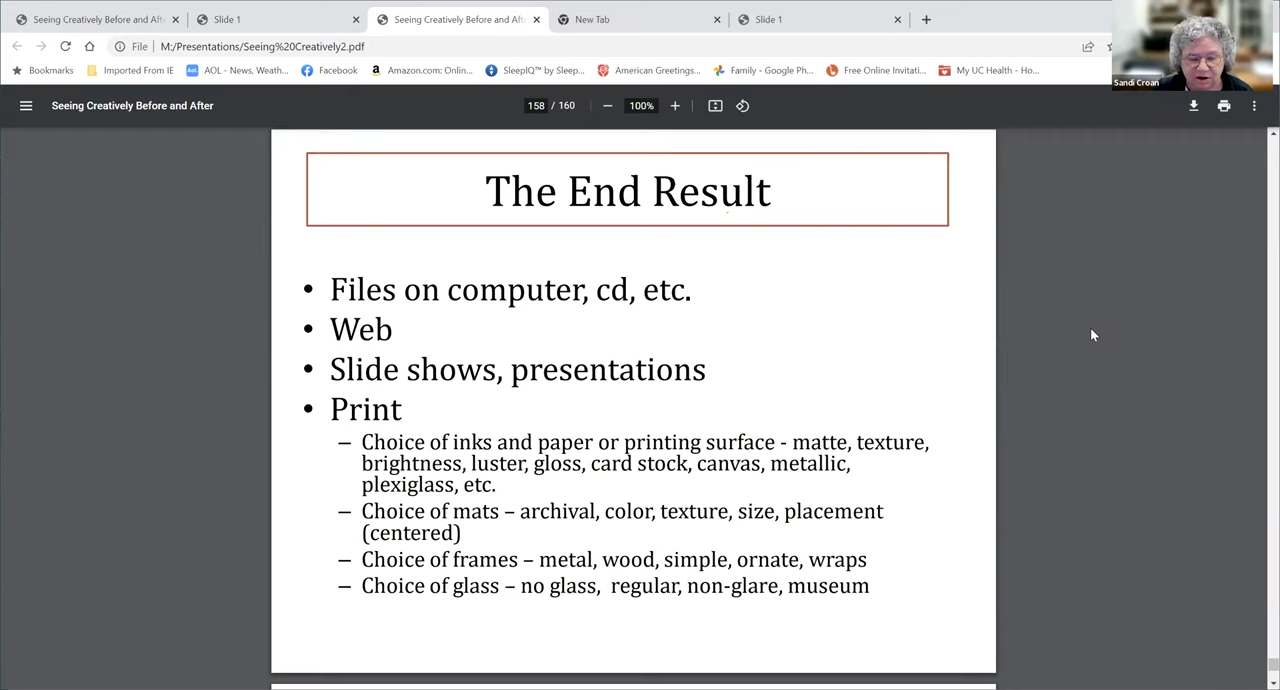 Seeing Creatively Before and Aft
Slide 1
Seeing Creatively Before and Afte
New Tab
Slide 1
File M:/Presentations/Seeing%20Creatively2.pdf
Bookmarks Imported From IE AOL - News, Weath... Facebook Amazon.com: Onlin... SleepIQ™ by Sleep... American Greetings... Family - Google Ph... Free Online Invitati... My UC Health - Ho...
Sandi Croan
Seeing Creatively Before and After 158 / 160 100%
The End Result
• Files on computer, cd, etc.
• Web
• Slide shows, presentations
• Print
– Choice of inks and paper or printing surface - matte, texture,
brightness, luster, gloss, card stock, canvas, metallic,
plexiglass, etc.
– Choice of mats – archival, color, texture, size, placement
(centered)
– Choice of frames – metal, wood, simple, ornate, wraps
– Choice of glass – no glass, regular, non-glare, museum